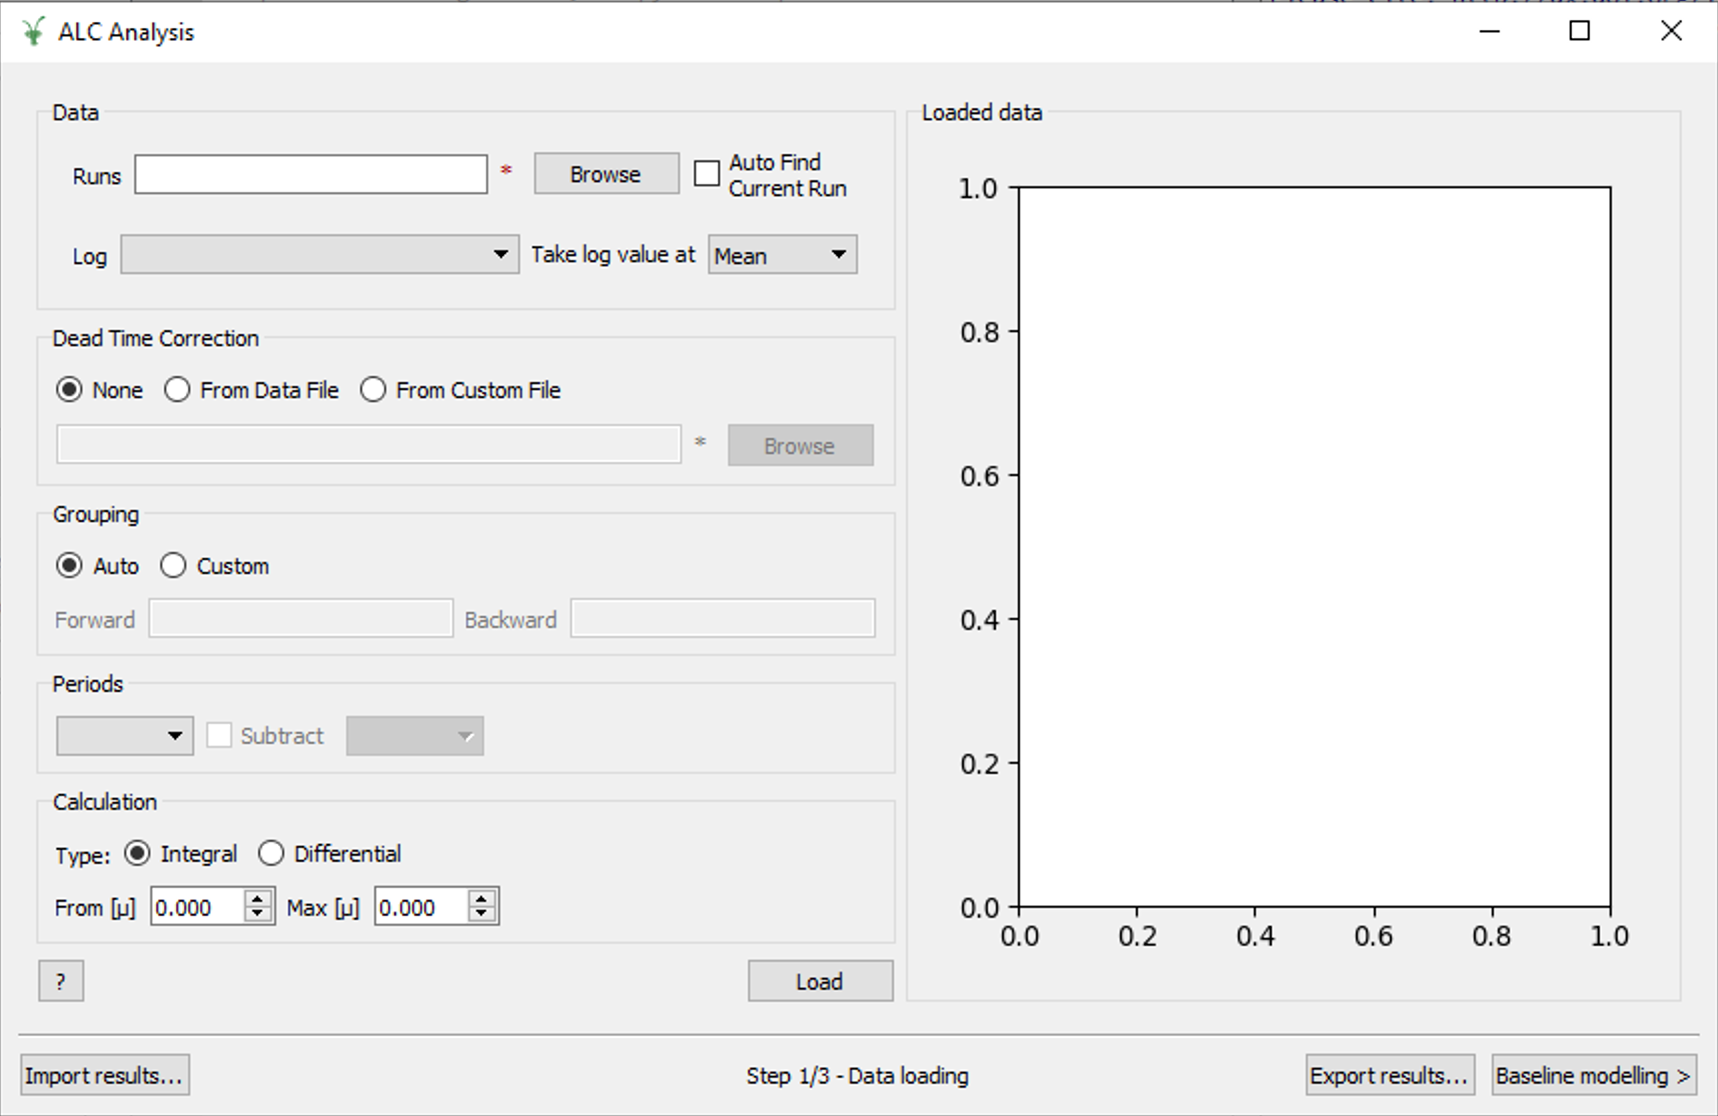 ALC Analysis
Data
Runs * Browse Auto Find
Current Run
Log Take log value at Mean
Dead Time Correction
None From Data File From Custom File
* Browse
Grouping
Auto Custom
Forward Backward
Periods
Subtract
Calculation
Type: Integral Differential
From [µ] 0.000 Max [µ] 0.000
? Load
Loaded data
1.0
0.8
0.6
0.4
0.2
0.0
0.0 0.2 0.4 0.6 0.8 1.0
Import results... Step 1/3 - Data loading Export results... Baseline modelling >